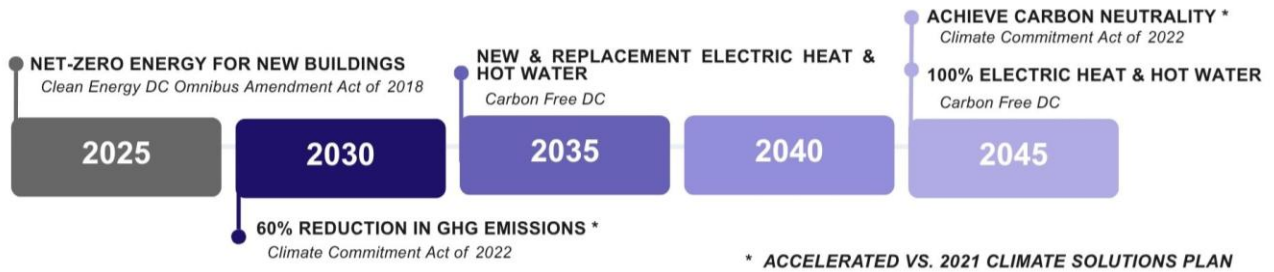 NET-ZERO ENERGY FOR NEW BUILDINGS
Clean Energy DC Omnibus Amendment Act of 2018
2025
2030
60% REDUCTION IN GHG EMISSIONS *
Climate Commitment Act of 2022
NEW & REPLACEMENT ELECTRIC HEAT &
HOT WATER
Carbon Free DC
2035
2040
ACHIEVE CARBON NEUTRALITY *
Climate Commitment Act of 2022
100% ELECTRIC HEAT & HOT WATER
Carbon Free DC
2045
* ACCELERATED VS. 2021 CLIMATE SOLUTIONS PLAN